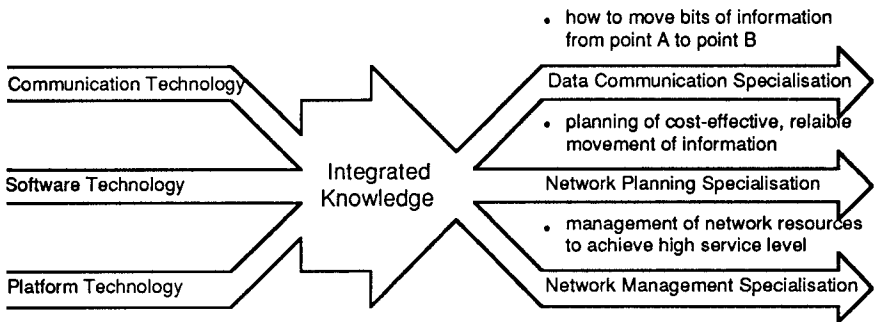 • how to move bits of information
from point A to point B
Communication Technology
Data Communication Specialisation
• planning of cost-effective, relaible
movement of information
Integrated
Knowledge
Software Technology
Network Planning Specialisation
• management of network resources
to achieve high service level
Platform Technology
Network Management Specialisation